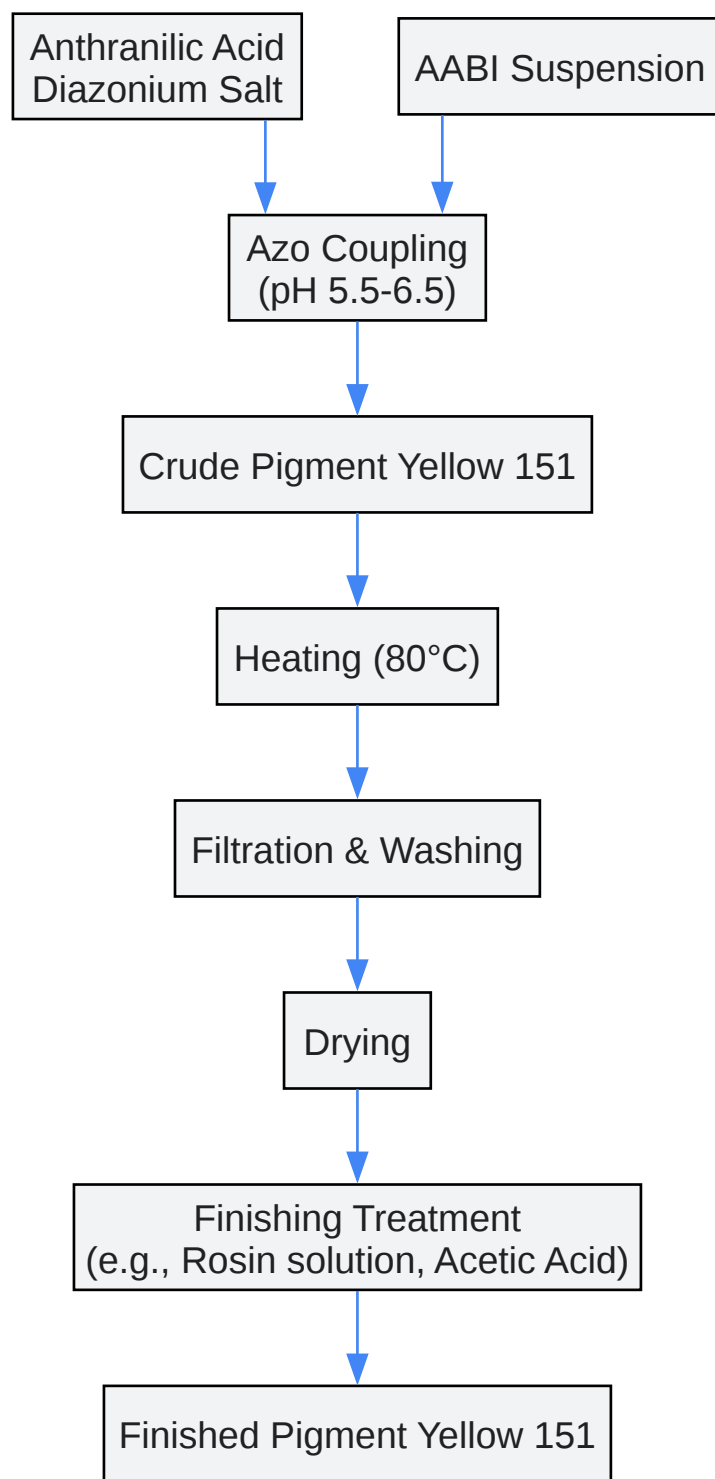 Anthranilic Acid
Diazonium Salt
AABI Suspension
Azo Coupling
(pH 5.5-6.5)
Crude Pigment Yellow 151
Heating (80°C)
Filtration & Washing
Drying
Finishing Treatment
(e.g., Rosin solution, Acetic Acid)
Finished Pigment Yellow 151